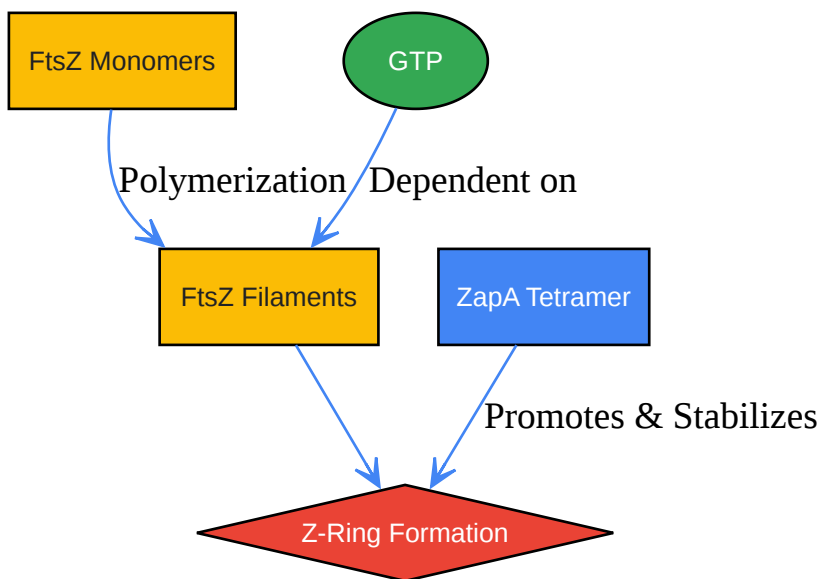 FtsZ Monomers
GTP
Polymerization
Dependent on
FtsZ Filaments
ZapA Tetramer
Promotes & Stabilizes
Z-Ring Formation